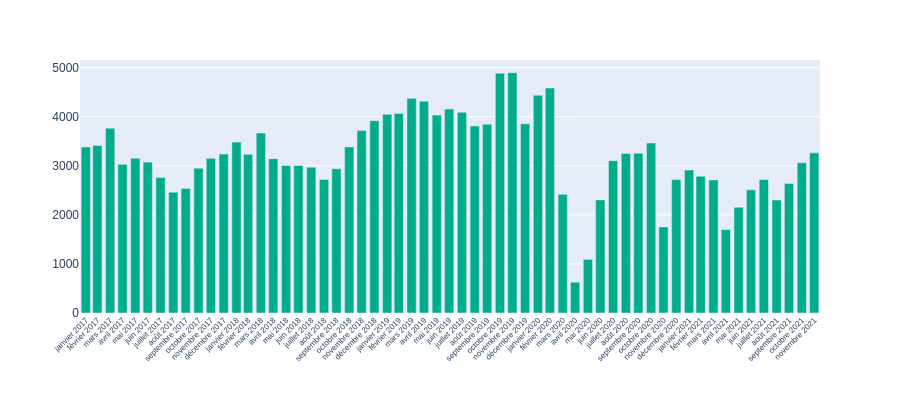 5000
4000
3000
2000
1000
0
janvier 2017
février 2017
mars 2017
avril 2017
mai 2017
juin 2017
juillet 2017
août 2017
septembre 2017
octobre 2017
novembre 2017
décembre 2017
janvier 2018
février 2018
mars 2018
avril 2018
mai 2018
juin 2018
juillet 2018
août 2018
septembre 2018
octobre 2018
novembre 2018
décembre 2018
janvier 2019
février 2019
mars 2019
avril 2019
mai 2019
juin 2019
juillet 2019
août 2019
septembre 2019
octobre 2019
novembre 2019
décembre 2019
janvier 2020
février 2020
mars 2020
avril 2020
mai 2020
juin 2020
juillet 2020
août 2020
septembre 2020
octobre 2020
novembre 2020
décembre 2020
janvier 2021
février 2021
mars 2021
avril 2021
mai 2021
juin 2021
juillet 2021
août 2021
septembre 2021
octobre 2021
novembre 2021